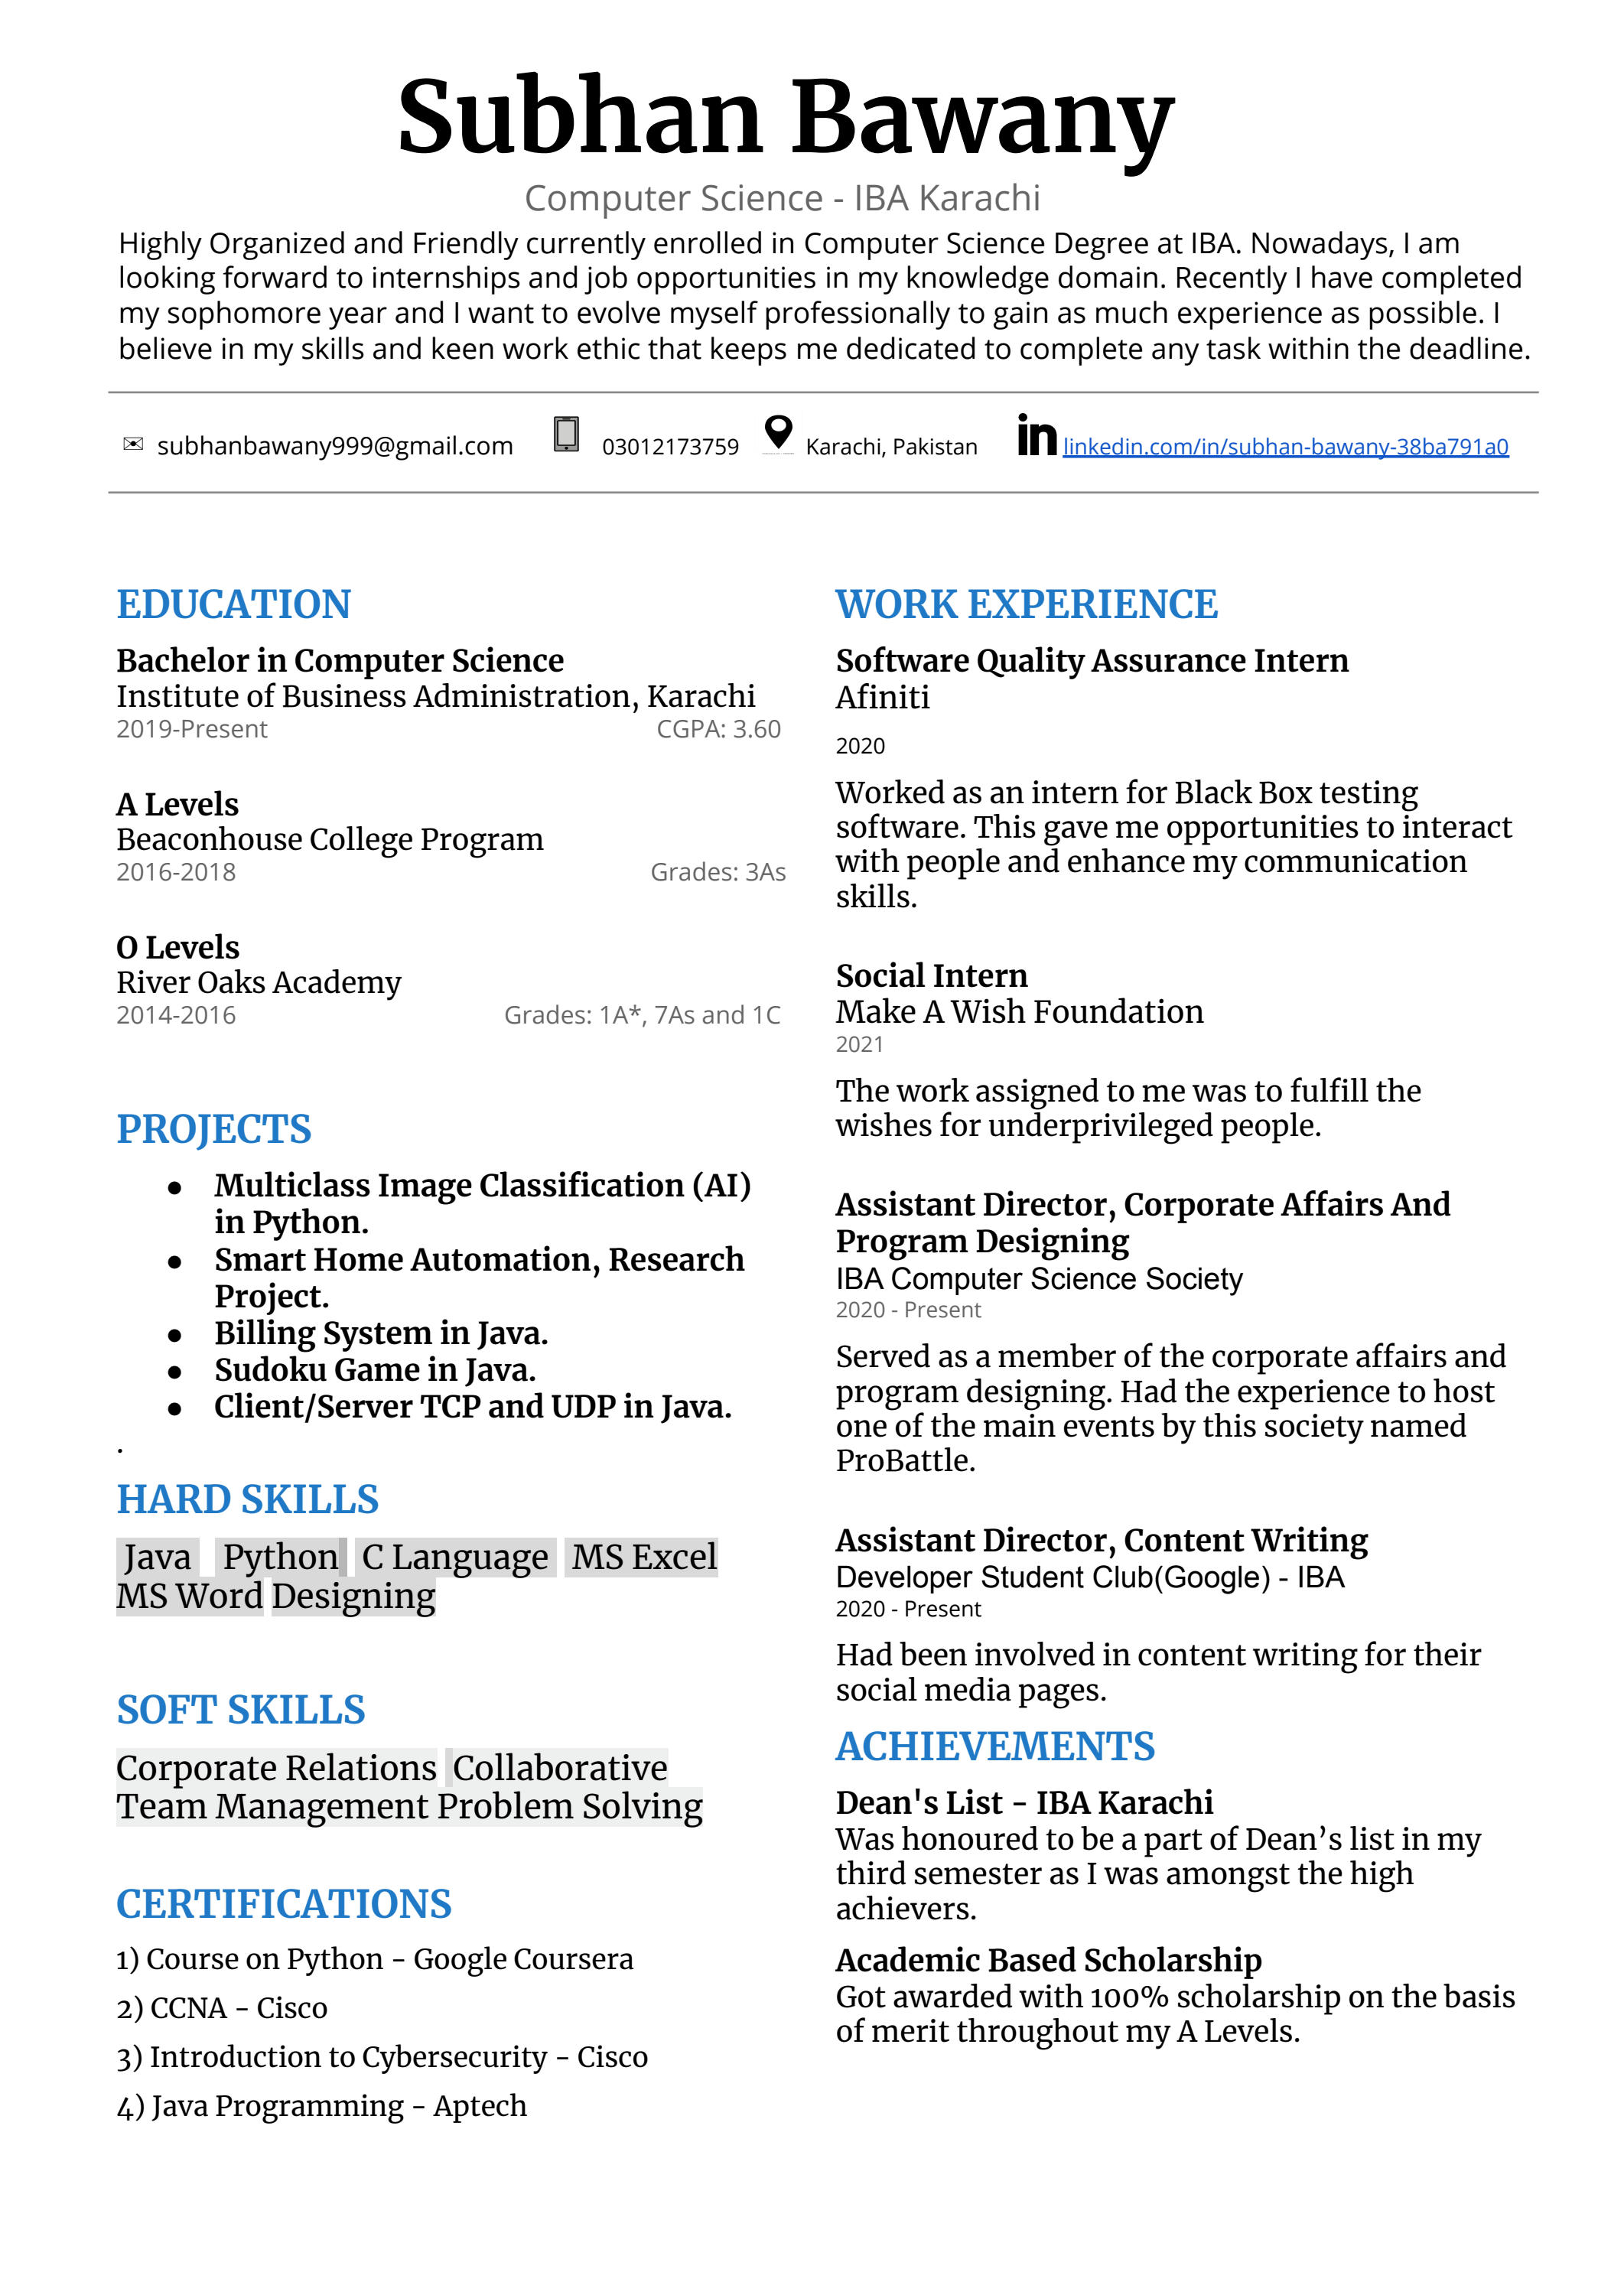 Subhan Bawany
Computer Science - IBA Karachi
Highly Organized and Friendly currently enrolled in Computer Science Degree at IBA. Nowadays, I am
looking forward to internships and job opportunities in my knowledge domain. Recently I have completed
my sophomore year and I want to evolve myself professionally to gain as much experience as possible. I
believe in my skills and keen work ethic that keeps me dedicated to complete any task within the deadline.
✉ subhanbawany999@gmail.com 03012173759 Karachi, Pakistan in linkedin.com/in/subhan-bawany-38ba791a0
EDUCATION
Bachelor in Computer Science
Institute of Business Administration, Karachi
2019-Present CGPA: 3.60
A Levels
Beaconhouse College Program
2016-2018 Grades: 3As
O Levels
River Oaks Academy
2014-2016 Grades: 1A*, 7As and 1C
PROJECTS
● Multiclass Image Classification (AI)
in Python.
● Smart Home Automation, Research
Project.
● Billing System in Java.
● Sudoku Game in Java.
● Client/Server TCP and UDP in Java.
.
HARD SKILLS
Java Python C Language MS Excel
MS Word Designing
SOFT SKILLS
Corporate Relations Collaborative
Team Management Problem Solving
CERTIFICATIONS
1) Course on Python - Google Coursera
2) CCNA - Cisco
3) Introduction to Cybersecurity - Cisco
4) Java Programming - Aptech
WORK EXPERIENCE
Software Quality Assurance Intern
Afiniti
2020
Worked as an intern for Black Box testing
software. This gave me opportunities to interact
with people and enhance my communication
skills.
Social Intern
Make A Wish Foundation
2021
The work assigned to me was to fulfill the
wishes for underprivileged people.
Assistant Director, Corporate Affairs And
Program Designing
IBA Computer Science Society
2020 - Present
Served as a member of the corporate affairs and
program designing. Had the experience to host
one of the main events by this society named
ProBattle.
Assistant Director, Content Writing
Developer Student Club(Google) - IBA
2020 - Present
Had been involved in content writing for their
social media pages.
ACHIEVEMENTS
Dean's List - IBA Karachi
Was honoured to be a part of Dean’s list in my
third semester as I was amongst the high
achievers.
Academic Based Scholarship
Got awarded with 100% scholarship on the basis
of merit throughout my A Levels.